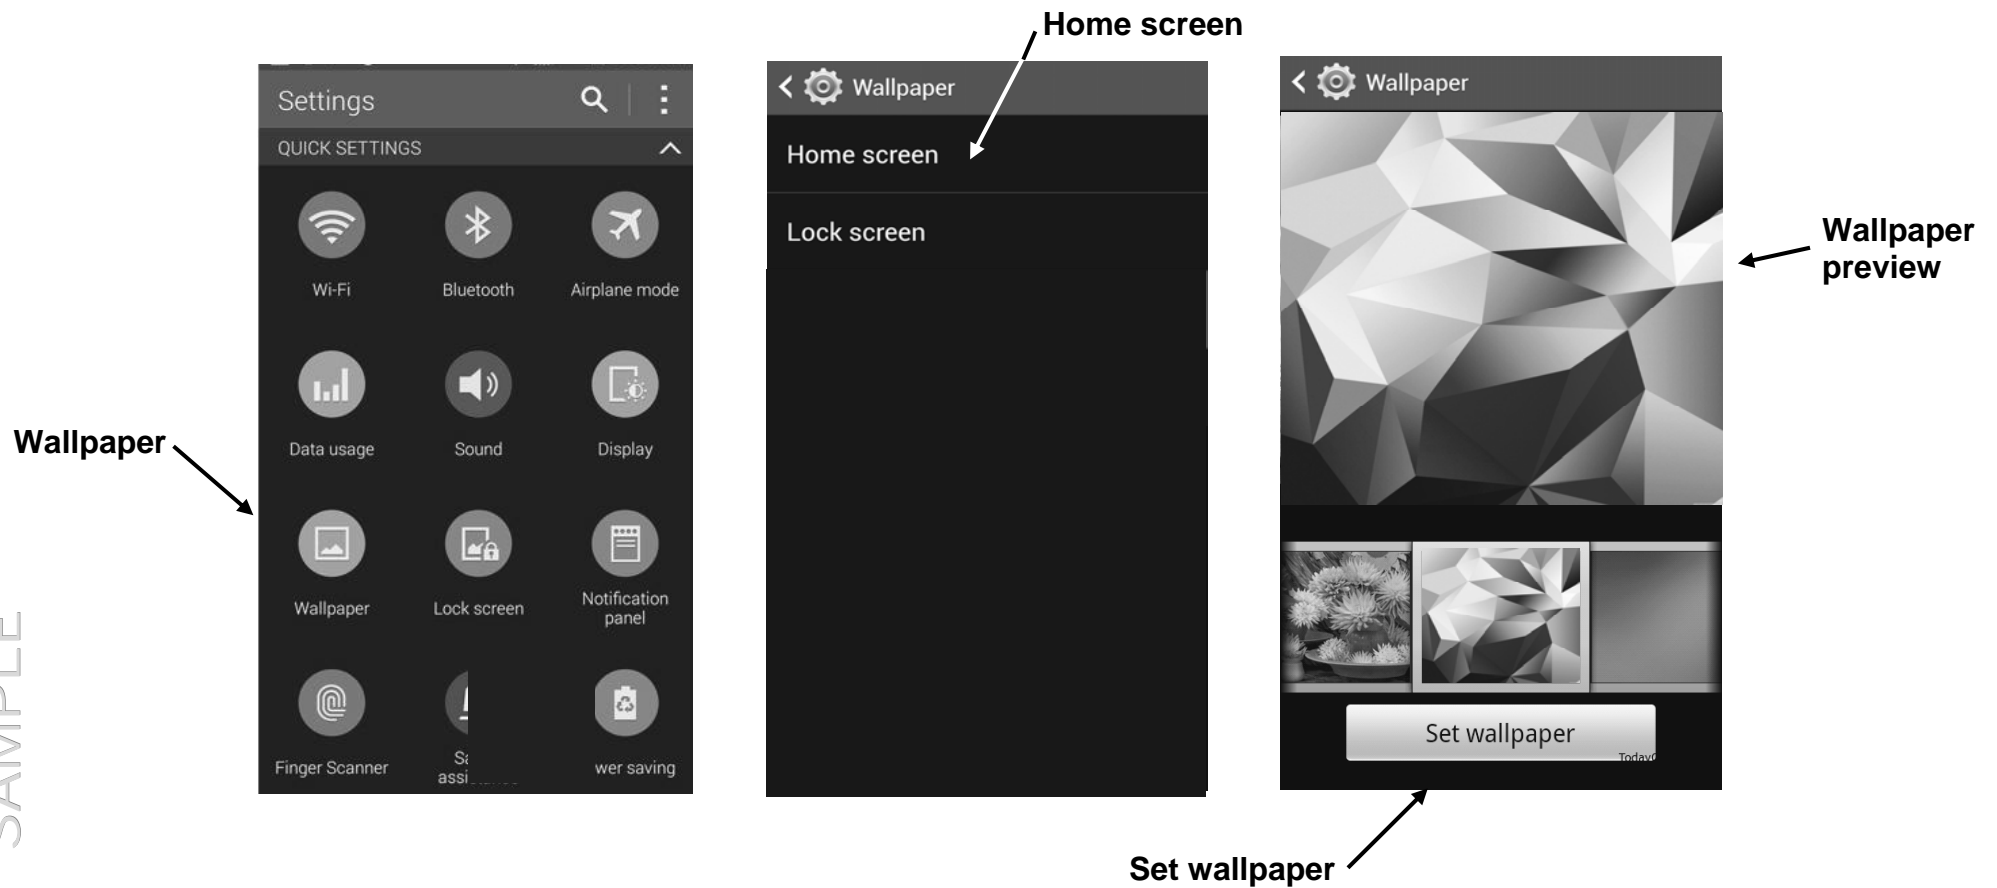 Home screen
Settings
QUICK SETTINGS
Wi-Fi
Bluetooth
Airplane mode
Data usage
Sound
Display
Wallpaper
Wallpaper
Lock screen
Notification
panel
Finger Scanner
wer saving
Wallpaper
Home screen
Lock screen
Wallpaper
Wallpaper
preview
Set wallpaper
Set wallpaper
SAMPLE